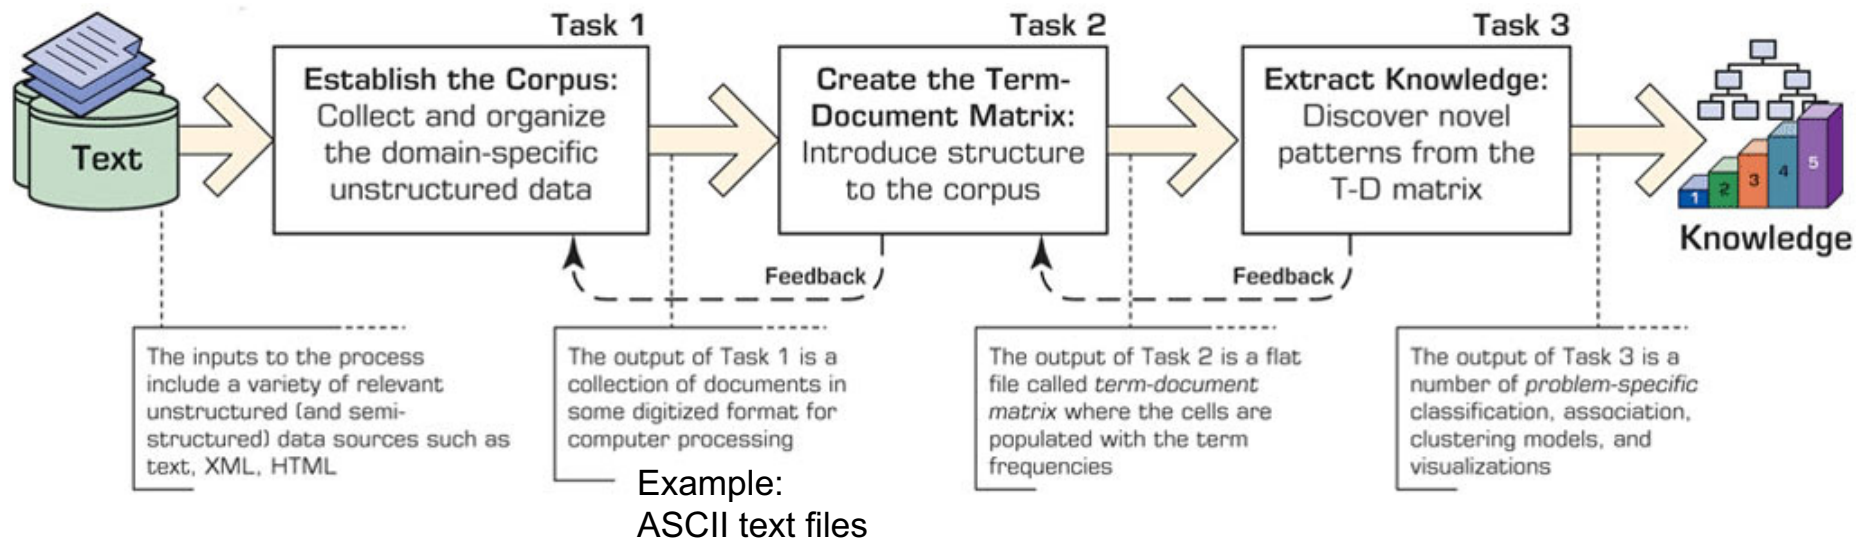 Text
Task 1
Establish the Corpus:
Collect and organize
the domain-specific
unstructured data
Task 2
Create the Term-
Document Matrix:
Introduce structure
to the corpus
Task 3
Extract Knowledge:
Discover novel
patterns from the
T-D matrix
1
2
3
4
5
Knowledge
Feedback
Feedback
The inputs to the process
include a variety of relevant
unstructured (and semi-
structured) data sources such as
text, XML, HTML
The output of Task 1 is a
collection of documents in
some digitized format for
computer processing
Example:
ASCII text files
The output of Task 2 is a flat
file called term-document
matrix where the cells are
populated with the term
frequencies
The output of Task 3 is a
number of problem-specific
classification, association,
clustering models, and
visualizations